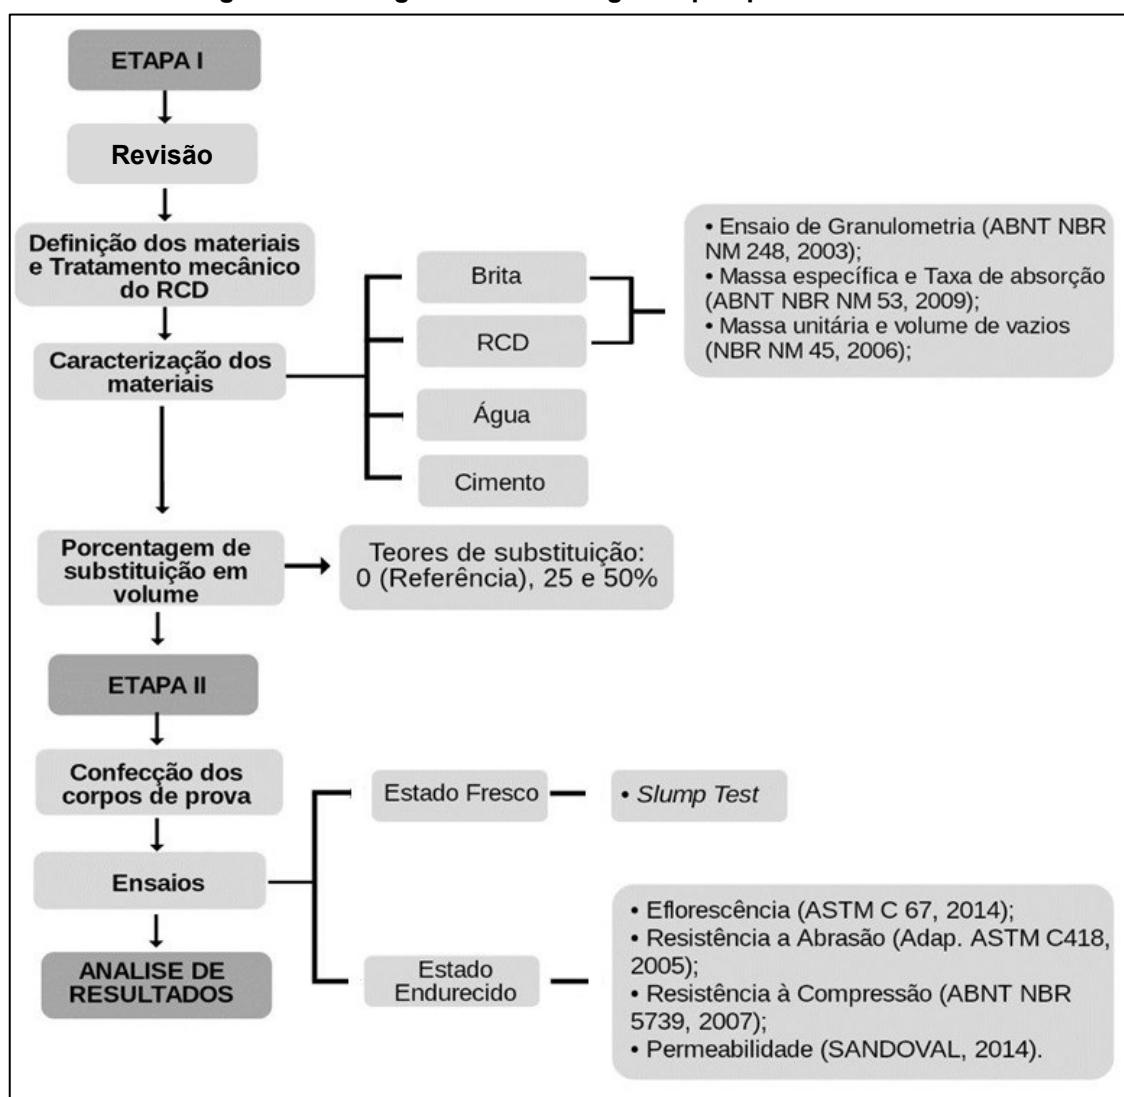 ETAPA I
Revisão
Definição dos materiais
e Tratamento mecânico
do RCD
Caracterização dos
materiais
Brita
RCD
Água
Cimento
• Ensaio de Granulometria (ABNT NBR
NM 248, 2003);
• Massa específica e Taxa de absorção
(ABNT NBR NM 53, 2009);
• Massa unitária e volume de vazios
(NBR NM 45, 2006);
Porcentagem de
substituição em
volume
Teores de substituição:
0 (Referência), 25 e 50%
ETAPA II
Confecção dos
corpos de prova
Ensaios
Estado Fresco
• Slump Test
Estado
Endurecido
• Eflorescência (ASTM C 67, 2014);
• Resistência a Abrasão (Adap. ASTM C418,
2005);
• Resistência à Compressão (ABNT NBR
5739, 2007);
• Permeabilidade (SANDOVAL, 2014).
ANALISE DE
RESULTADOS